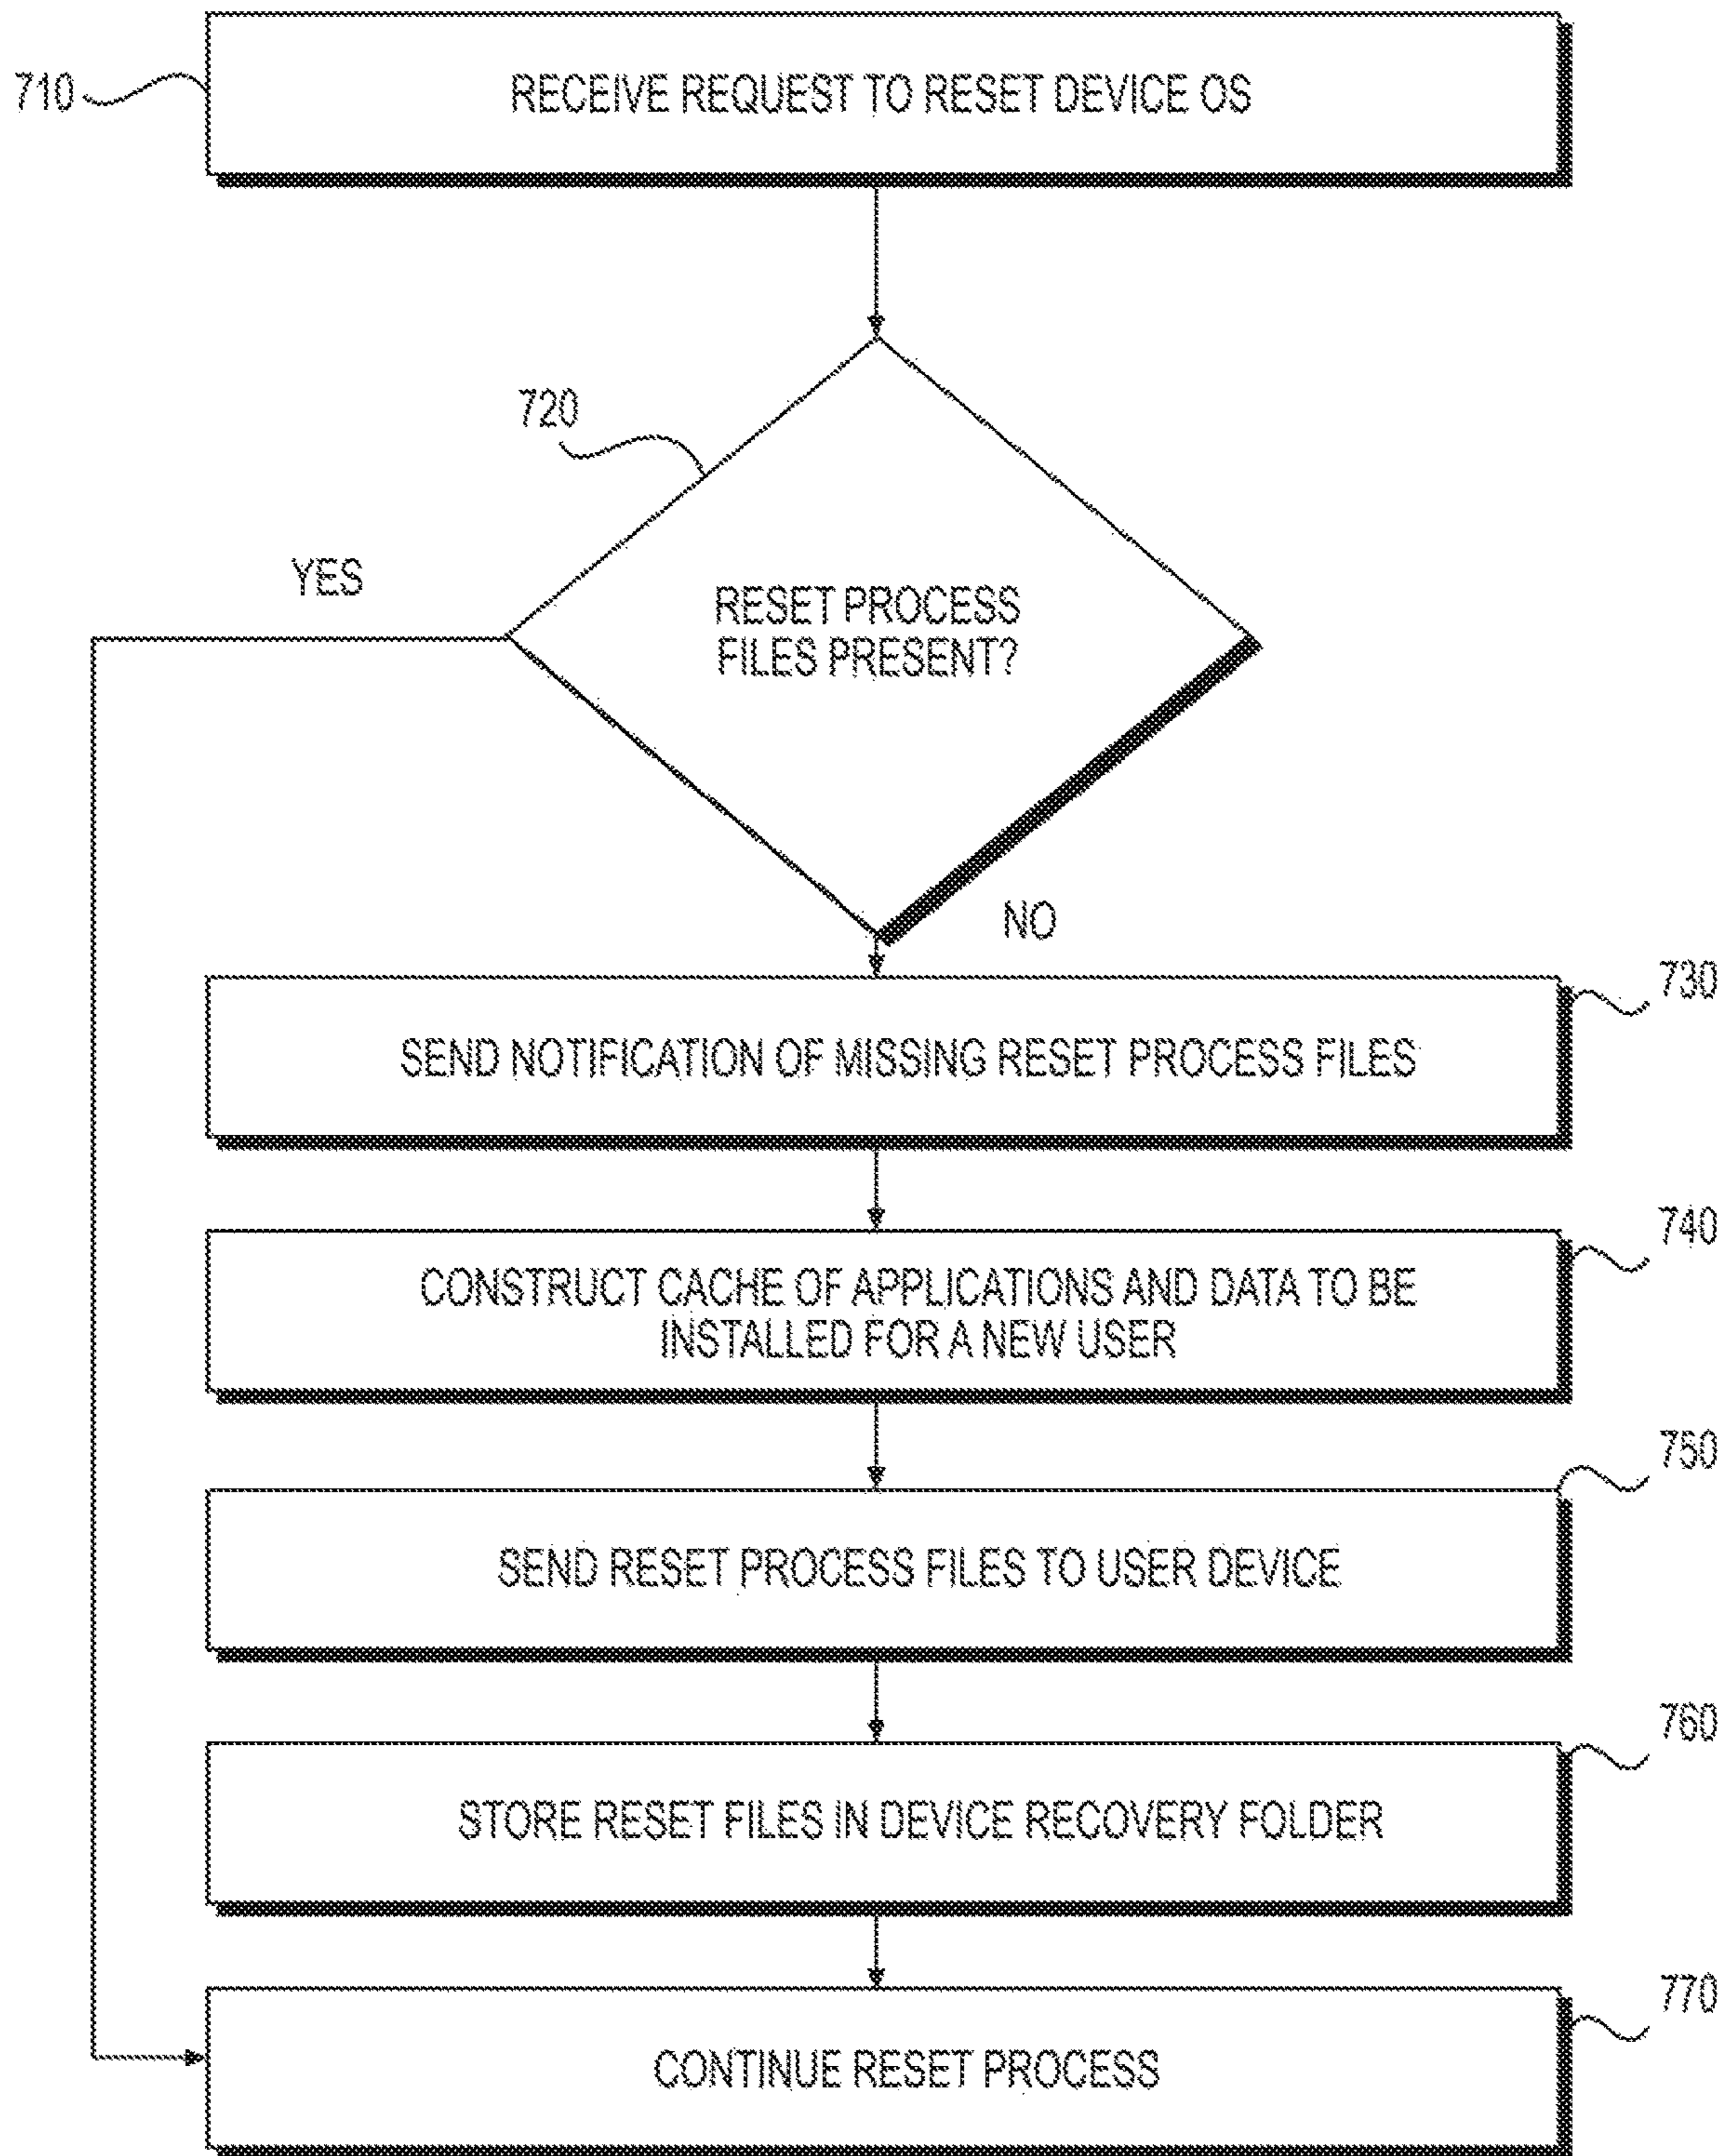 710
RECEIVE REQUEST TO RESET DEVICE OS
720
YES
RESET PROCESS
FILES PRESENT?
NO
730
SEND NOTIFICATION OF MISSING RESET PROCESS FILES
740
CONSTRUCT CACHE OF APPLICATIONS AND DATA TO BE
INSTALLED FOR A NEW USER
750
SEND RESET PROCESS FILES TO USER DEVICE
760
STORE RESET FILES IN DEVICE RECOVERY FOLDER
770
CONTINUE RESET PROCESS